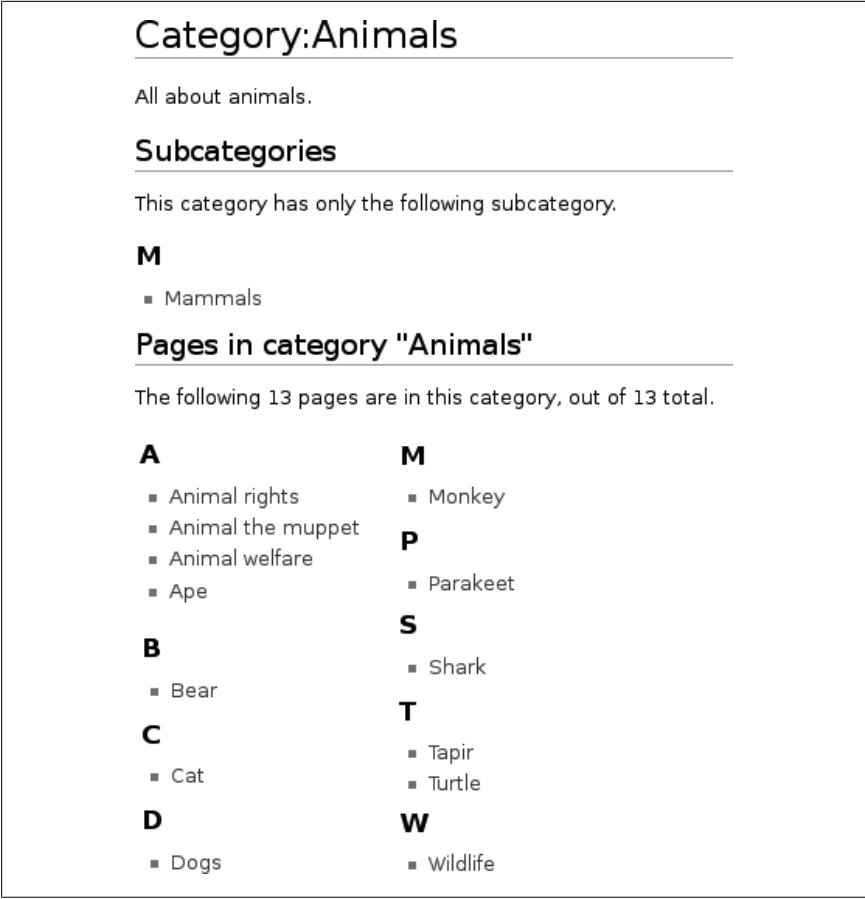 Category:Animals
All about animals.
Subcategories
This category has only the following subcategory.
M
Mammals
Pages in category "Animals"
The following 13 pages are in this category, out of 13 total.
A
Animal rights
Animal the muppet
Animal welfare
Ape
B
Bear
C
Cat
D
Dogs
M
Monkey
P
Parakeet
S
Shark
T
Tapir
Turtle
W
Wildlife